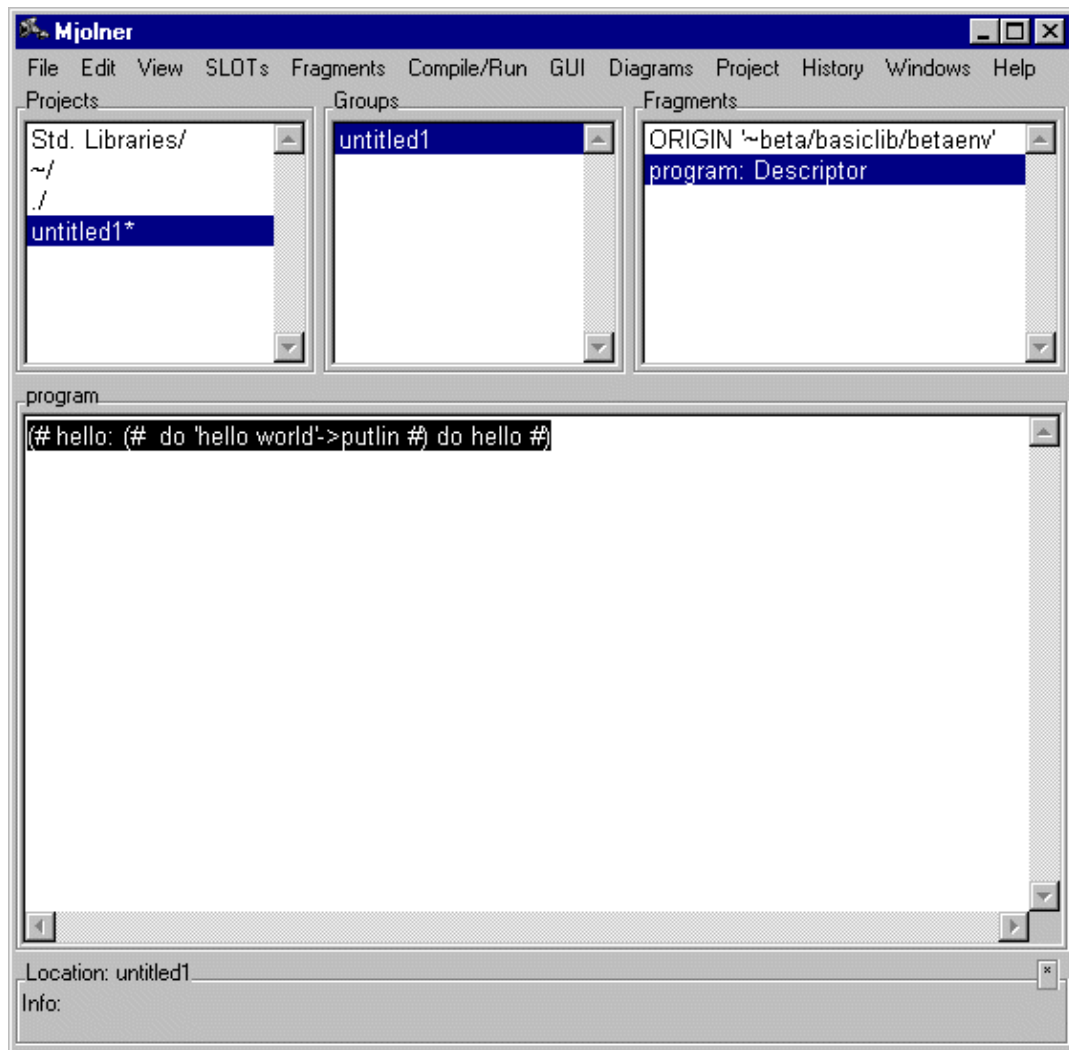 Mjolner
File Edit View SLOTs Fragments Compile/Run GUI Diagrams Project History Windows Help
Projects Groups Fragments
Std. Libraries/
~/
./
untitled1*
untitled1
ORIGIN '~beta/basiclib/betaenv'
program: Descriptor
program
(# hello: (#  do 'hello world'->putlin #) do hello #)
Location: untitled1
Info: